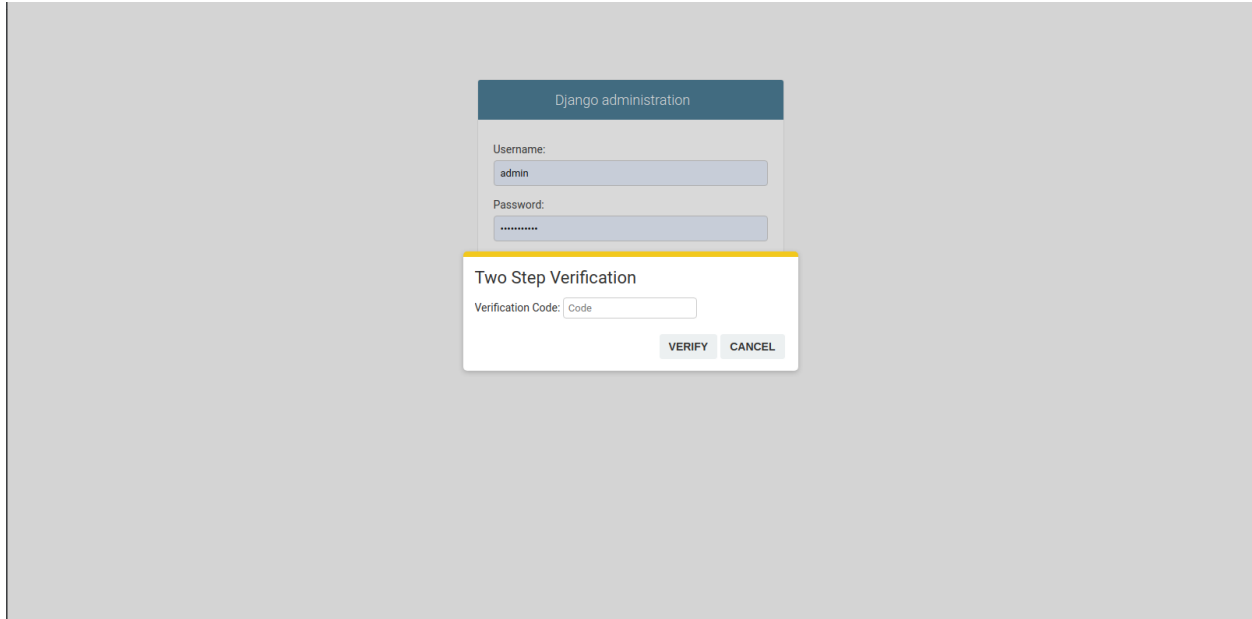 Django administration
Username:
admin
Password:
•••••••••••
Two Step Verification
Verification Code: Code
VERIFY CANCEL